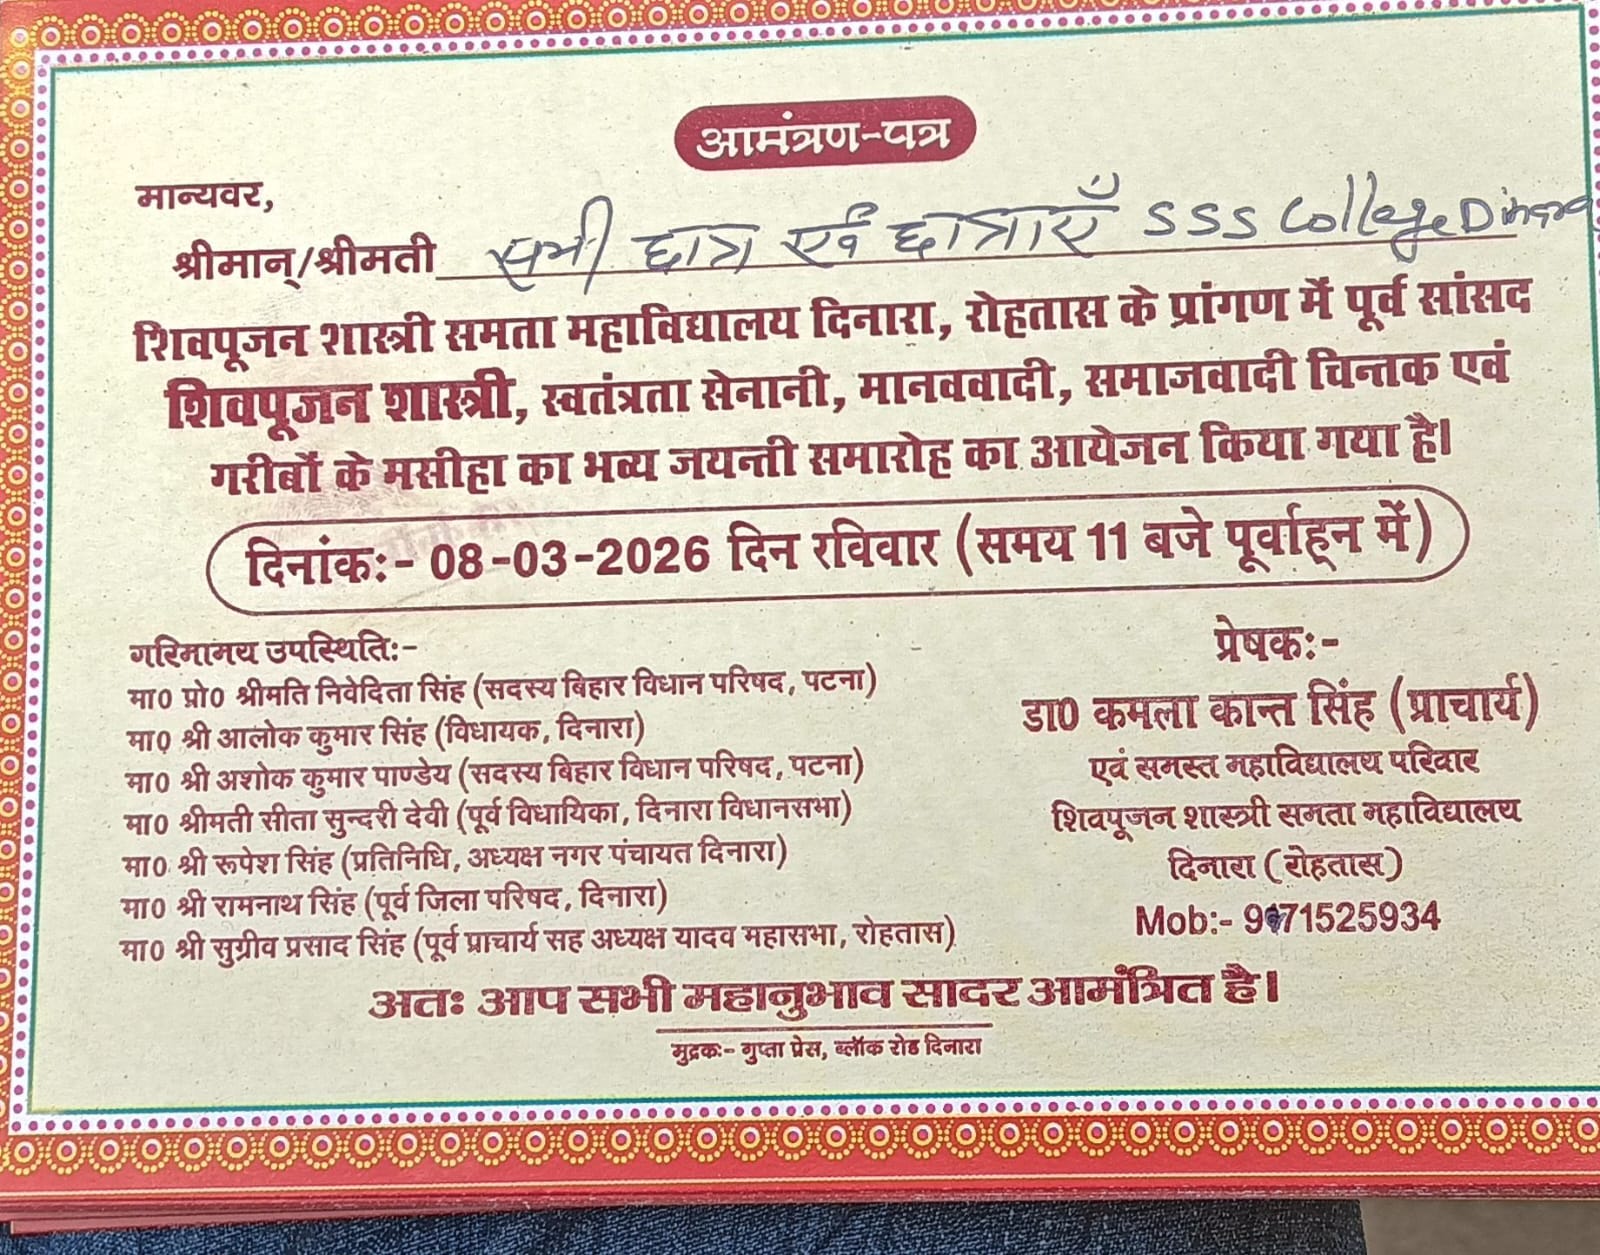 आमंत्रण-पत्र
मान्यवर,
श्रीमान्/श्रीमती सभी छात्र एवं छात्राएँ SSS College Dinara
शिवपूजन शास्त्री समता महाविद्यालय दिनारा, रोहतास के प्रांगण में पूर्व सांसद
शिवपूजन शास्त्री, स्वतंत्रता सेनानी, मानववादी, समाजवादी चिन्तक एवं
गरीबों के मसीहा का भव्य जयन्ती समारोह का आयेजन किया गया है।
दिनांक:- 08-03-2026 दिन रविवार (समय 11 बजे पूर्वाह्न में)
गरिमामय उपस्थिति:-
मा0 प्रो0 श्रीमति निवेदिता सिंह (सदस्य बिहार विधान परिषद, पटना)
मा0 श्री आलोक कुमार सिंह (विधायक, दिनारा)
मा0 श्री अशोक कुमार पाण्डेय (सदस्य बिहार विधान परिषद, पटना)
मा0 श्रीमती सीता सुन्दरी देवी (पूर्व विधायिका, दिनारा विधानसभा)
मा0 श्री रूपेश सिंह (प्रतिनिधि, अध्यक्ष नगर पंचायत दिनारा)
मा0 श्री रामनाथ सिंह (पूर्व जिला परिषद, दिनारा)
मा0 श्री सुग्रीव प्रसाद सिंह (पूर्व प्राचार्य सह अध्यक्ष यादव महासभा, रोहतास)
प्रेषक:-
डा0 कमला कान्त सिंह (प्राचार्य)
एवं समस्त महाविद्यालय परिवार
शिवपूजन शास्त्री समता महाविद्यालय
दिनारा (रोहतास)
Mob:-
अतः आप सभी महानुभाव सादर आमंत्रित है।
मुद्रक:- गुप्ता प्रेस, ब्लॉक रोड दिनारा